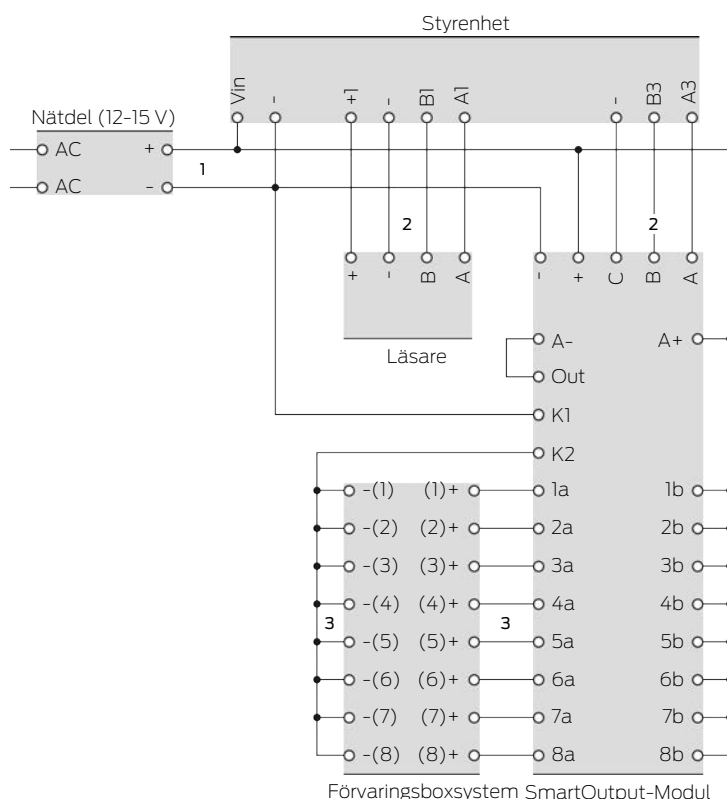 Styrenhet
Vin - +1 - B1 A1 - B3 A3
Nätdel (12-15 V)
AC +
AC -
1
2 2
+ - B A - + C B A
Läsare
A- A+
Out
K1
K2
-(1) (1)+ 1a 1b
-(2) (2)+ 2a 2b
-(3) (3)+ 3a 3b
-(4) (4)+ 4a 4b
3 3
-(5) (5)+ 5a 5b
-(6) (6)+ 6a 6b
-(7) (7)+ 7a 7b
-(8) (8)+ 8a 8b
Förvaringsboxsystem SmartOutput-Modul